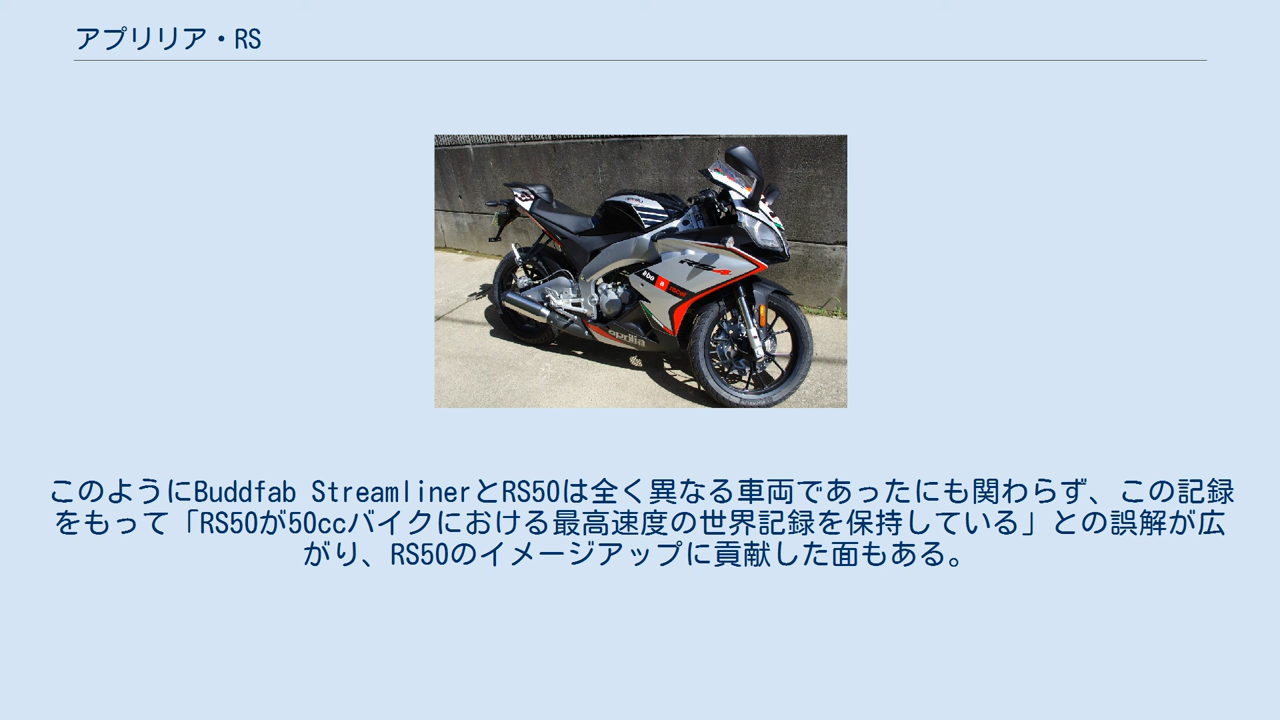 アプリリア・RS
RS4
aprilia
このようにBuddfab StreamlinerとRS50は全く異なる車両であったにも関わらず、この記録
をもって「RS50が50ccバイクにおける最高速度の世界記録を保持している」との誤解が広
がり、RS50のイメージアップに貢献した面もある。